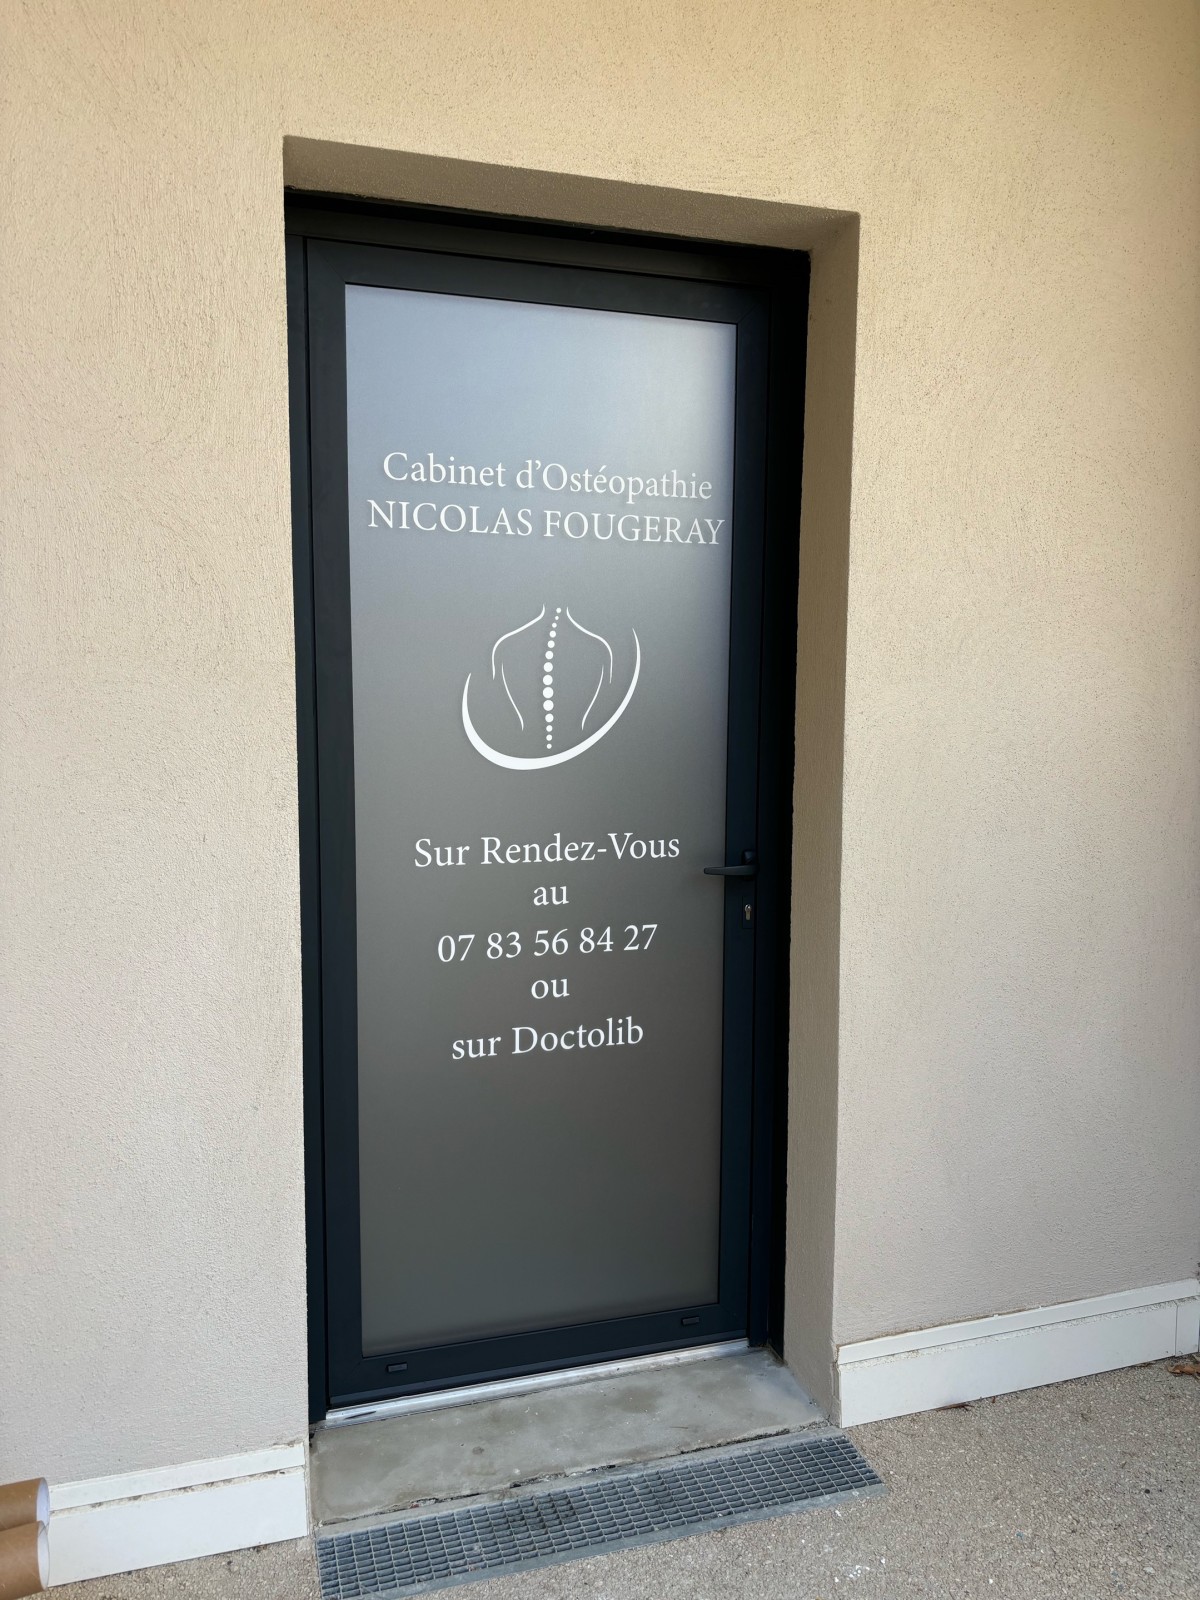 Cabinet d'Ostéopathie
NICOLAS FOUGERAY
Sur Rendez-Vous
au
07 83 56 84 27
ou
sur Doctolib